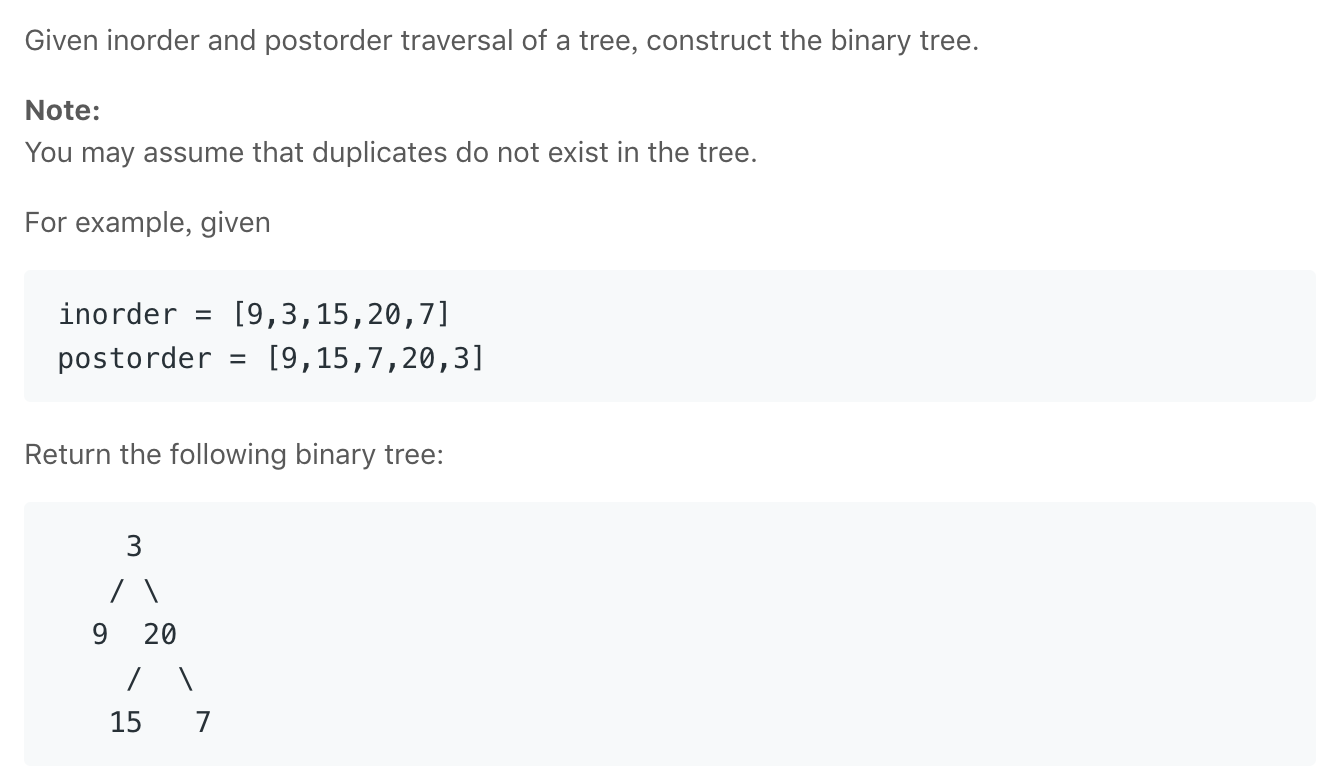 Given inorder and postorder traversal of a tree, construct the binary tree.
Note:
You may assume that duplicates do not exist in the tree.
For example, given
inorder = [9,3,15,20,7]
postorder = [9,15,7,20,3]
Return the following binary tree:
    3
   / \
  9  20
    /  \
   15   7